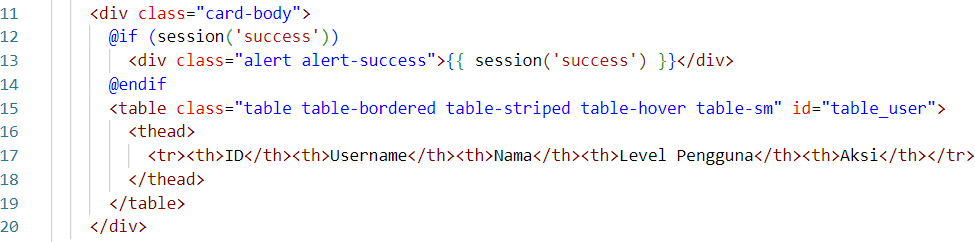 11 <div class="card-body">
12 @if (session('success'))
13 <div class="alert alert-success">{{ session('success') }}</div>
14 @endif
15 <table class="table table-bordered table-striped table-hover table-sm" id="table_user">
16 <thead>
17 <tr><th>ID</th><th>Username</th><th>Nama</th><th>Level Pengguna</th><th>Aksi</th></tr>
18 </thead>
19 </table>
20 </div>